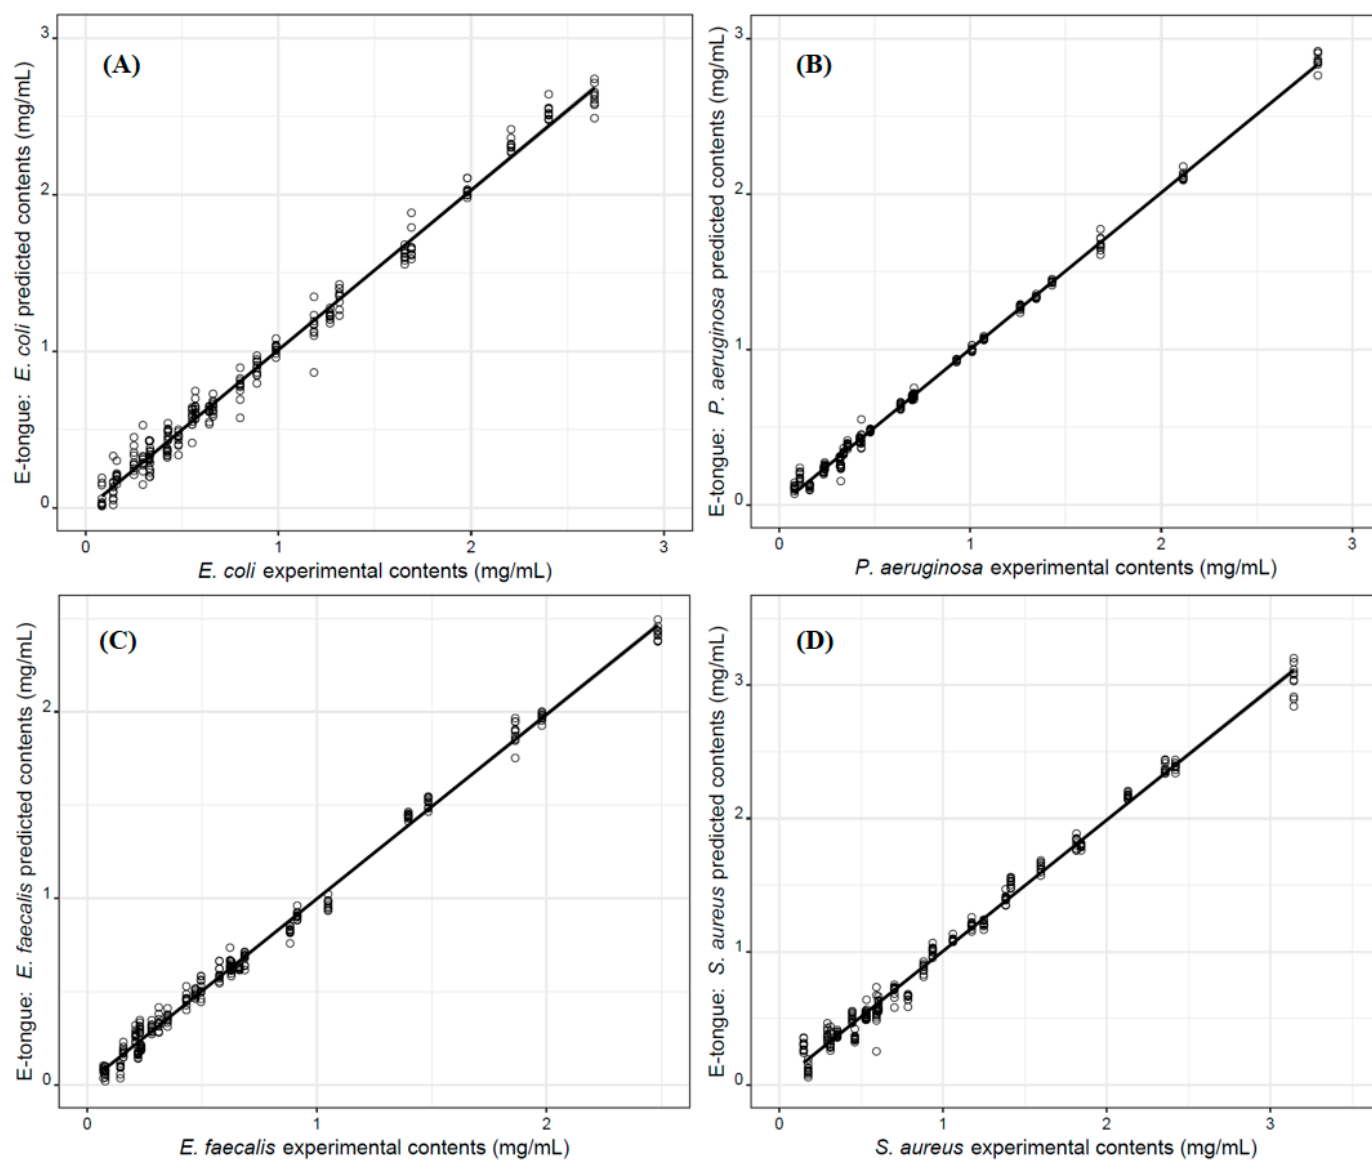 (A)
E-tongue: E. coli predicted contents (mg/mL)
3
2
1
0
0 1 2 3
E. coli experimental contents (mg/mL)
(B)
E-tongue: P. aeruginosa predicted contents (mg/mL)
3
2
1
0
0 1 2 3
P. aeruginosa experimental contents (mg/mL)
(C)
E-tongue: E. faecalis predicted contents (mg/mL)
2
1
0
0 1 2
E. faecalis experimental contents (mg/mL)
(D)
E-tongue: S. aureus predicted contents (mg/mL)
3
2
1
0
0 1 2 3
S. aureus experimental contents (mg/mL)